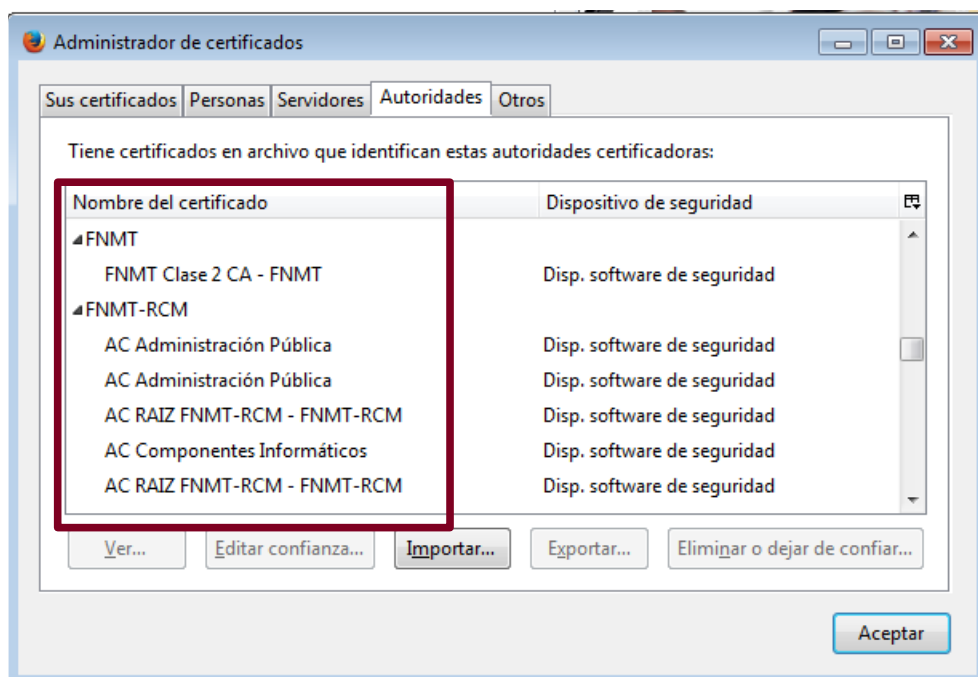 Administrador de certificados
Sus certificados Personas Servidores Autoridades Otros
Tiene certificados en archivo que identifican estas autoridades certificadoras:
Nombre del certificado Dispositivo de seguridad
FNMT
FNMT Clase 2 CA - FNMT Disp. software de seguridad
FNMT-RCM
AC Administración Pública Disp. software de seguridad
AC Administración Pública Disp. software de seguridad
AC RAIZ FNMT-RCM - FNMT-RCM Disp. software de seguridad
AC Componentes Informáticos Disp. software de seguridad
AC RAIZ FNMT-RCM - FNMT-RCM Disp. software de seguridad
Ver... Editar confianza... Importar... Exportar... Eliminar o dejar de confiar...
Aceptar